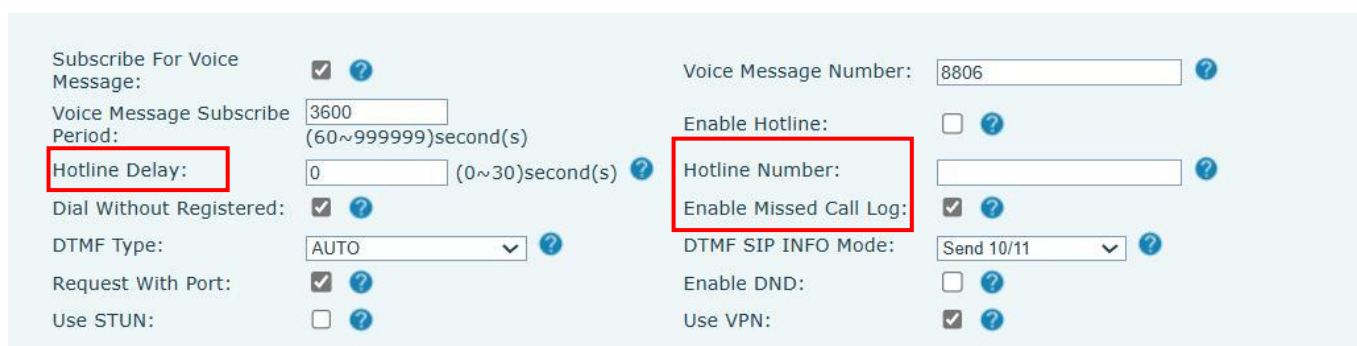 Subscribe For Voice
Message:
?
Voice Message Number: 8806 ?
Voice Message Subscribe
Period:
3600
(60~999999)second(s)
Enable Hotline: ?
Hotline Delay: 0 (0~30)second(s) ?
Hotline Number: ?
Dial Without Registered: ?
Enable Missed Call Log: ?
DTMF Type: AUTO ?
DTMF SIP INFO Mode: Send 10/11 ?
Request With Port: ?
Enable DND: ?
Use STUN: ?
Use VPN: ?